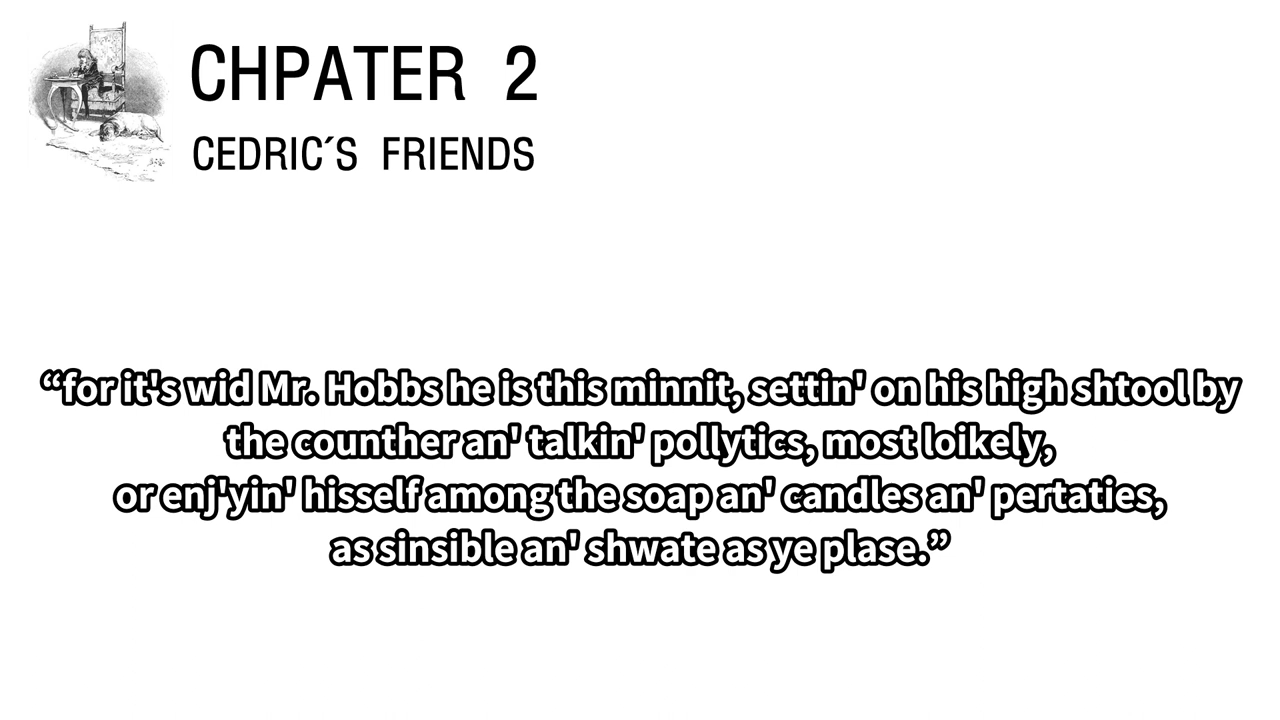 CHPATER 2
CEDRIC´S FRIENDS
“for it's wid Mr. Hobbs he is this minnit, settin' on his high shtool by
the counther an' talkin' pollytics, most loikely,
or enj'yin' hisself among the soap an' candles an' pertaties,
as sinsible an' shwate as ye plase.”